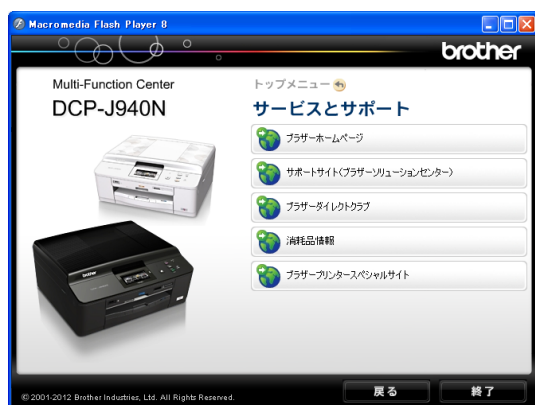 Macromedia Flash Player 8
brother
Multi-Function Center
DCP-J940N
トップメニュー
サービスとサポート
ブラザーホームページ
サポートサイト(ブラザーソリューションセンター)
ブラザーダイレクトクラブ
消耗品情報
ブラザープリンタースペシャルサイト
戻る
終了
© 2001-2012 Brother Industries, Ltd. All Rights Reserved.